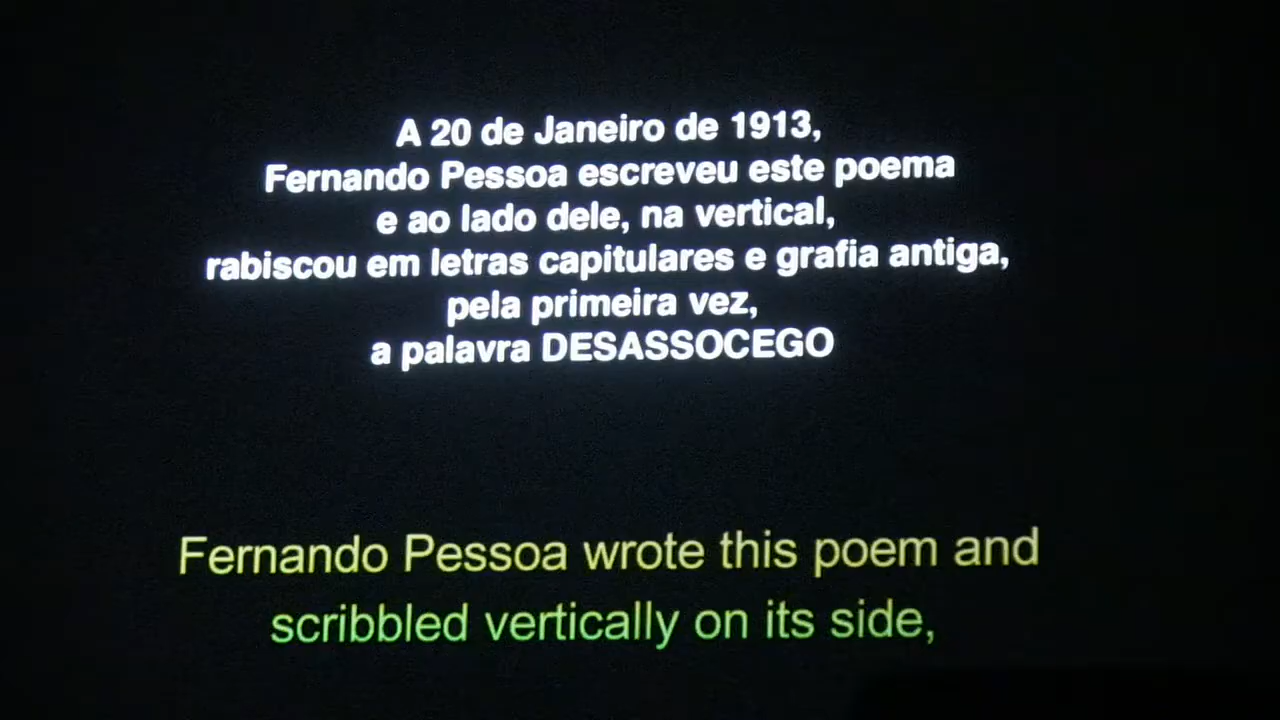 A 20 de Janeiro de 1913,
Fernando Pessoa escreveu este poema
e ao lado dele, na vertical,
rabiscou em letras capitulares e grafia antiga,
pela primeira vez,
a palavra DESASSOCEGO
Fernando Pessoa wrote this poem and
scribbled vertically on its side,